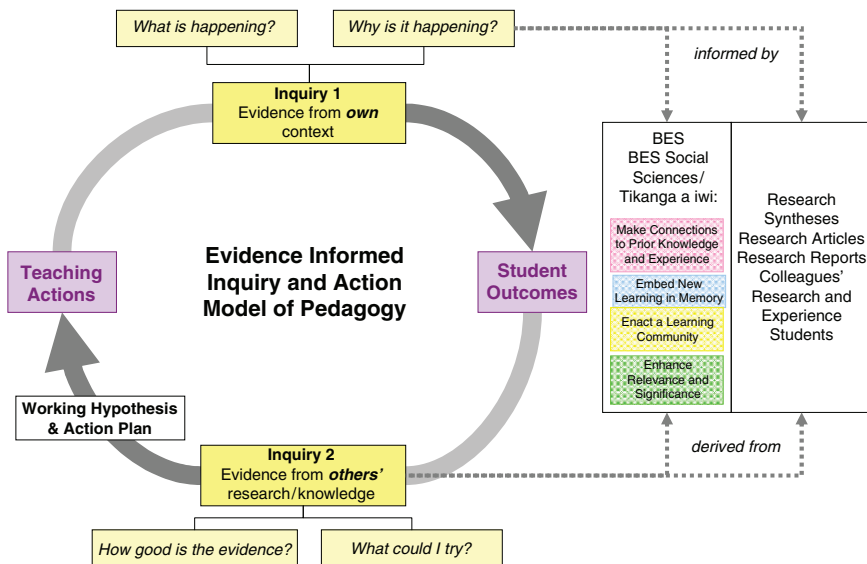 What is happening?
Why is it happening?
informed by
Inquiry 1
Evidence from own
context
BES
BES Social
Sciences/
Tikanga a iwi:
Make Connections
to Prior Knowledge
and Experience
Embed New
Learning in Memory
Enact a Learning
Community
Enhance
Relevance and
Significance
Research
Syntheses
Research Articles
Research Reports
Colleagues’
Research and
Experience
Students
Teaching
Actions
Evidence Informed
Inquiry and Action
Model of Pedagogy
Student
Outcomes
Working Hypothesis
& Action Plan
Inquiry 2
Evidence from others’
research/knowledge
derived from
How good is the evidence?
What could I try?